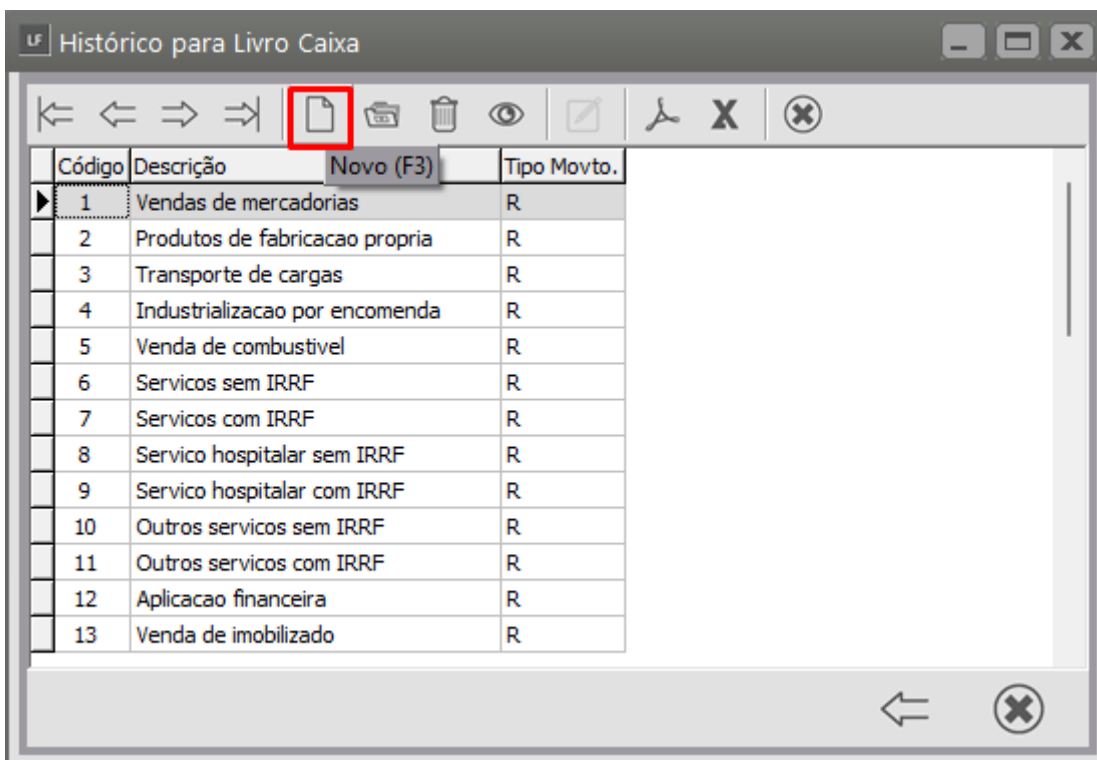 LF Histórico para Livro Caixa
X
Novo (F3)
Código Descrição Tipo Movto.
1 Vendas de mercadorias R
2 Produtos de fabricacao propria R
3 Transporte de cargas R
4 Industrializacao por encomenda R
5 Venda de combustivel R
6 Servicos sem IRRF R
7 Servicos com IRRF R
8 Servico hospitalar sem IRRF R
9 Servico hospitalar com IRRF R
10 Outros servicos sem IRRF R
11 Outros servicos com IRRF R
12 Aplicacao financeira R
13 Venda de imobilizado R